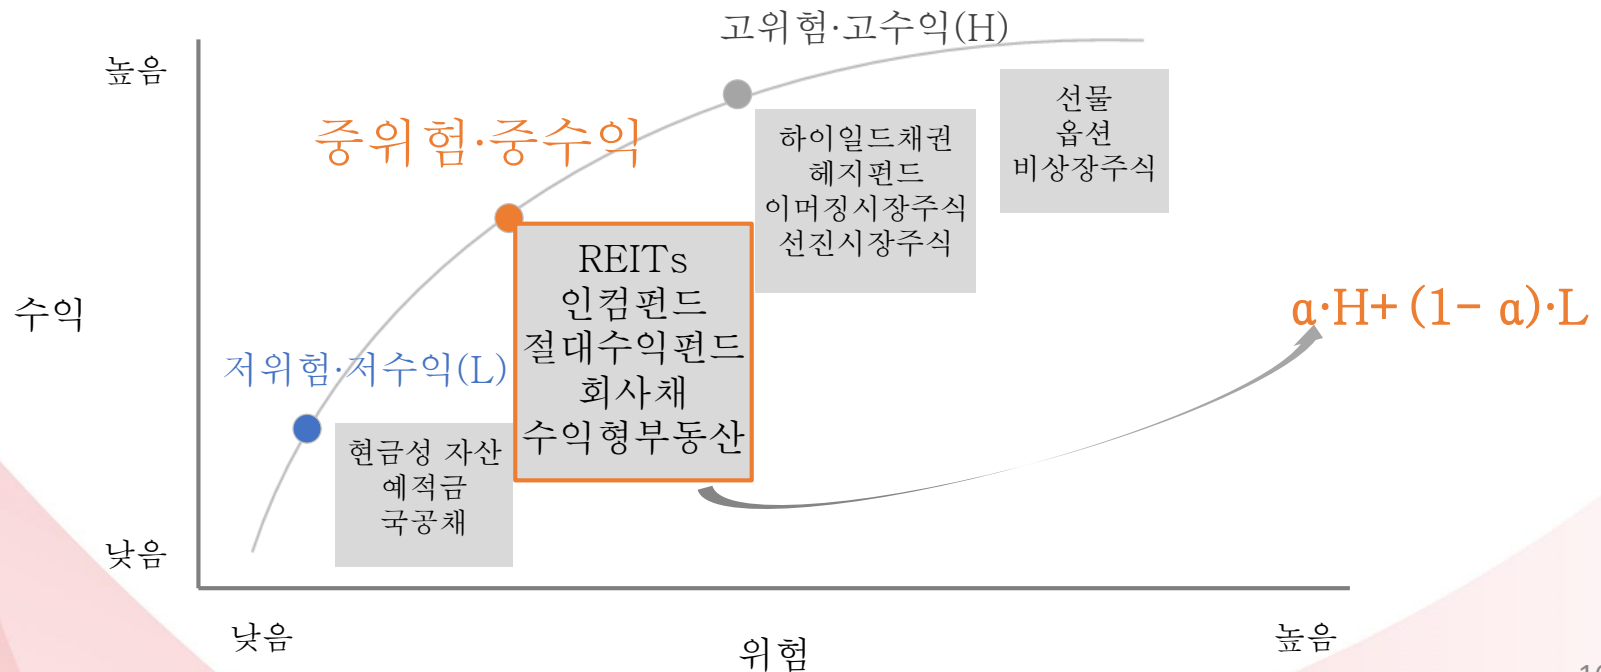 고위험·고수익(H)
높음
선물
옵션
비상장주식
중위험·중수익
하이일드채권
헤지펀드
이머징시장주식
선진시장주식
REITs
인컴펀드
절대수익펀드
회사채
수익형부동산
수익
α·H+(1- α)·L
저위험·저수익(L)
현금성 자산
예적금
국공채
낮음
낮음
위험
높음